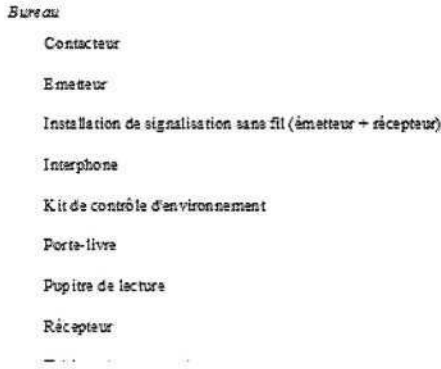 Bureau
Contacteur
Emetteur
Installation de signalisation sans fil (émetteur + récepteur)
Interphone
Kit de contrôle d'environnement
Porte-livre
Pupitre de lecture
Récepteur